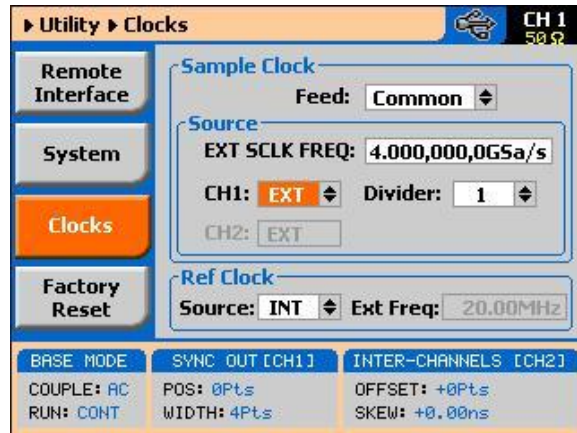 ▸ Utility ▸ Clocks
CH 1
50 Ω
Remote Interface
System
Clocks
Factory Reset
Sample Clock
Feed: Common
Source
EXT SCLK FREQ: 4.000,000,0GSa/s
CH1: EXT Divider: 1
CH2: EXT
Ref Clock
Source: INT Ext Freq: 20.00MHz
BASE MODE
COUPLE: AC
RUN: CONT
SYNC OUT [CH1]
POS: 0Pts
WIDTH: 4Pts
INTER-CHANNELS [CH2]
OFFSET: +0Pts
SKEW: +0.00ns